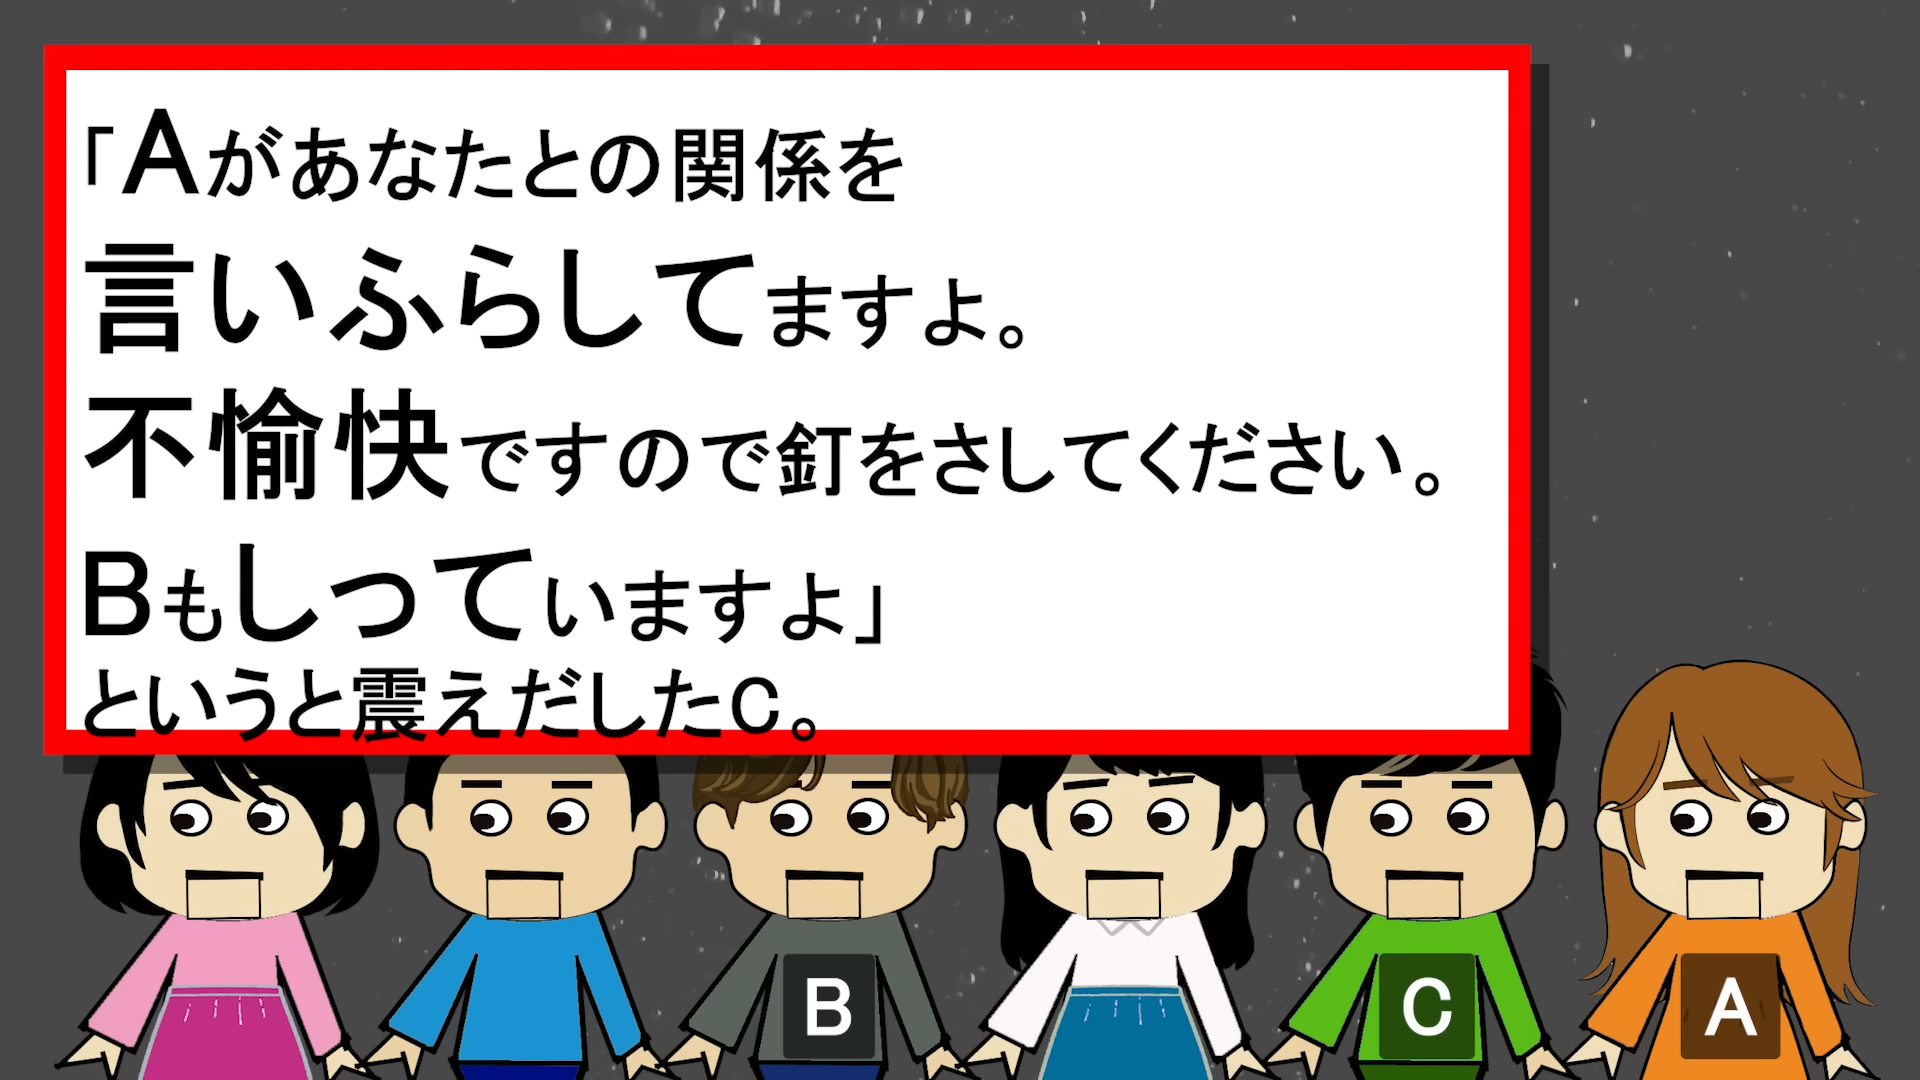 「Aがあなたとの関係を
言いふらしてますよ。
不愉快ですので釘をさしてください。
Bもしっていますよ」
というと震えだしたC。
B
C
A